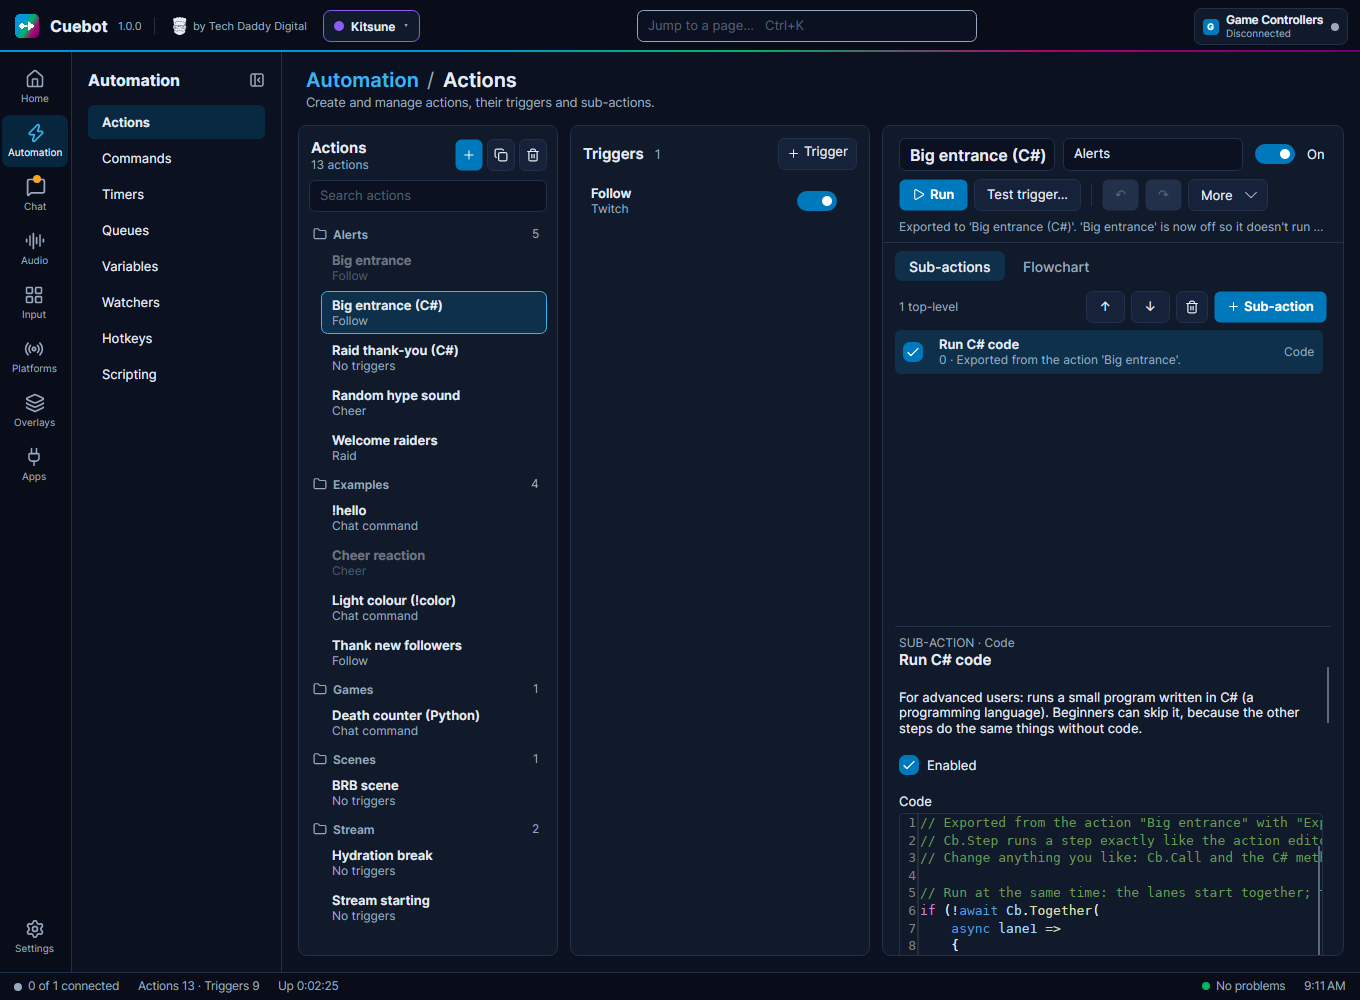 Cuebot 1.0.0 by Tech Daddy Digital Kitsune
Jump to a page... Ctrl+K
G Game Controllers
Disconnected
Home
Automation
Chat
Audio
Input
Platforms
Overlays
Apps
Settings
Automation
Actions
Commands
Timers
Queues
Variables
Watchers
Hotkeys
Scripting
Automation / Actions
Create and manage actions, their triggers and sub-actions.
Actions
13 actions
Search actions
Alerts 5
Big entrance
Follow
Big entrance (C#)
Follow
Raid thank-you (C#)
No triggers
Random hype sound
Cheer
Welcome raiders
Raid
Examples 4
!hello
Chat command
Cheer reaction
Cheer
Light colour (!color)
Chat command
Thank new followers
Follow
Games 1
Death counter (Python)
Chat command
Scenes 1
BRB scene
No triggers
Stream 2
Hydration break
No triggers
Stream starting
No triggers
Triggers 1
+ Trigger
Follow
Twitch
Big entrance (C#) Alerts On
Run Test trigger... More
Exported to 'Big entrance (C#)'. 'Big entrance' is now off so it doesn't run ...
Sub-actions Flowchart
1 top-level + Sub-action
Run C# code
0 · Exported from the action 'Big entrance'.
Code
SUB-ACTION · Code
Run C# code
For advanced users: runs a small program written in C# (a
programming language). Beginners can skip it, because the other
steps do the same things without code.
Enabled
Code
1 // Exported from the action "Big entrance" with "Exp
2 // Cb.Step runs a step exactly like the action edit
3 // Change anything you like: Cb.Call and the C# met
4
5 // Run at the same time: the lanes start together;
6 if (!await Cb.Together(
7 async lane1 =>
8 {
0 of 1 connected Actions 13 · Triggers 9 Up 0:02:25
No problems 9:11 AM